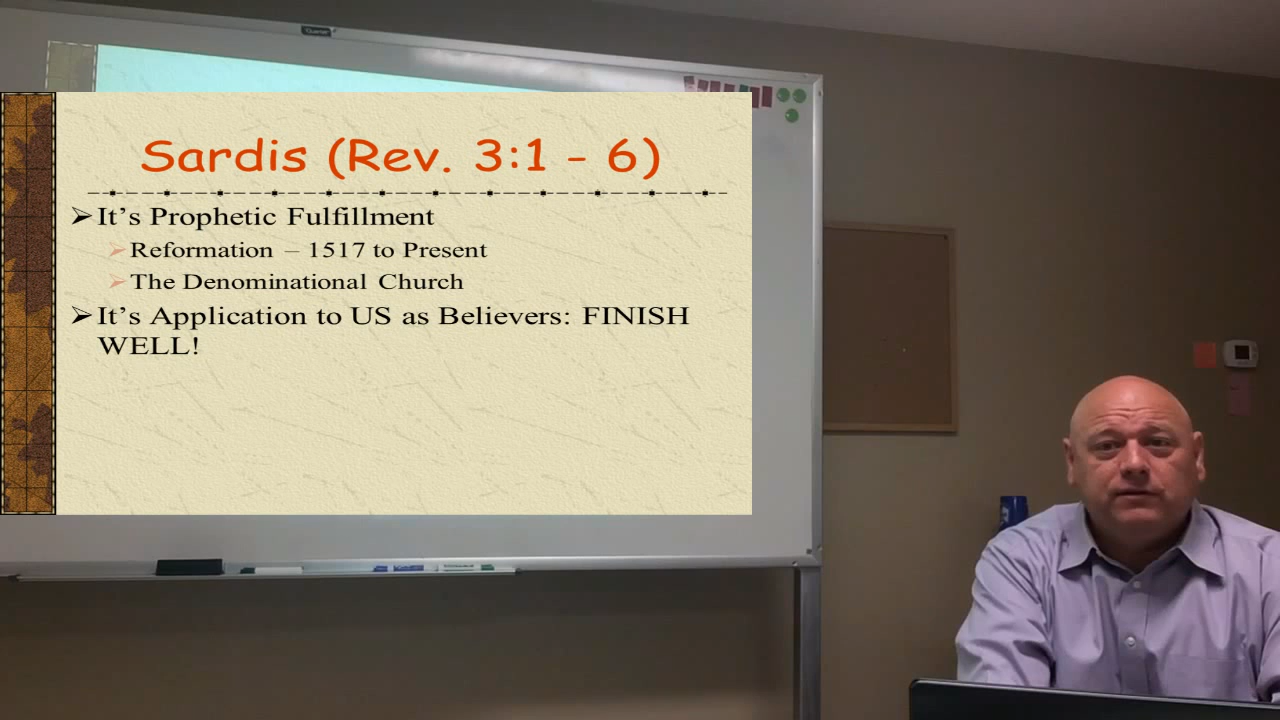 Sardis (Rev. 3:1 - 6)
➢It's Prophetic Fulfillment
➢Reformation – 1517 to Present
➢The Denominational Church
➢It's Application to US as Believers: FINISH
WELL!